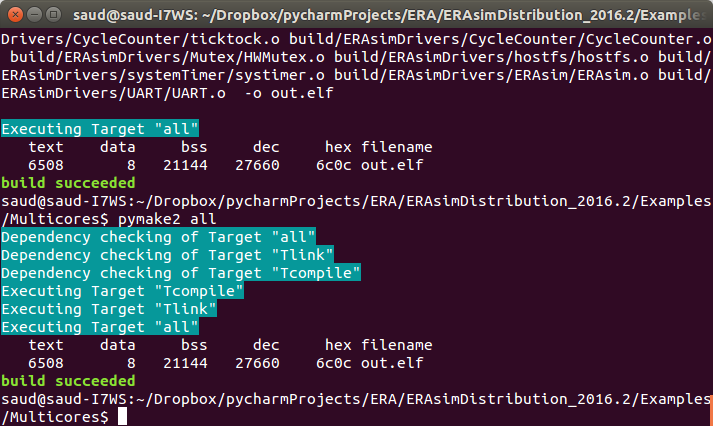 saud@saud-I7WS: ~/Dropbox/pycharmProjects/ERA/ERAsimDistribution_2016.2/Examples
Drivers/CycleCounter/ticktock.o build/ERAsimDrivers/CycleCounter/CycleCounter.o
build/ERAsimDrivers/Mutex/HWMutex.o build/ERAsimDrivers/hostfs/hostfs.o build/
ERAsimDrivers/systemTimer/systimer.o build/ERAsimDrivers/ERAsim/ERAsim.o build/
ERAsimDrivers/UART/UART.o  -o out.elf
Executing Target "all"
   text    data     bss     dec     hex filename
   6508       8   21144   27660    6c0c out.elf
build succeeded
saud@saud-I7WS:~/Dropbox/pycharmProjects/ERA/ERAsimDistribution_2016.2/Examples
/Multicores$ pymake2 all
Dependency checking of Target "all"
Dependency checking of Target "Tlink"
Dependency checking of Target "Tcompile"
Executing Target "Tcompile"
Executing Target "Tlink"
Executing Target "all"
   text    data     bss     dec     hex filename
   6508       8   21144   27660    6c0c out.elf
build succeeded
saud@saud-I7WS:~/Dropbox/pycharmProjects/ERA/ERAsimDistribution_2016.2/Examples
/Multicores$